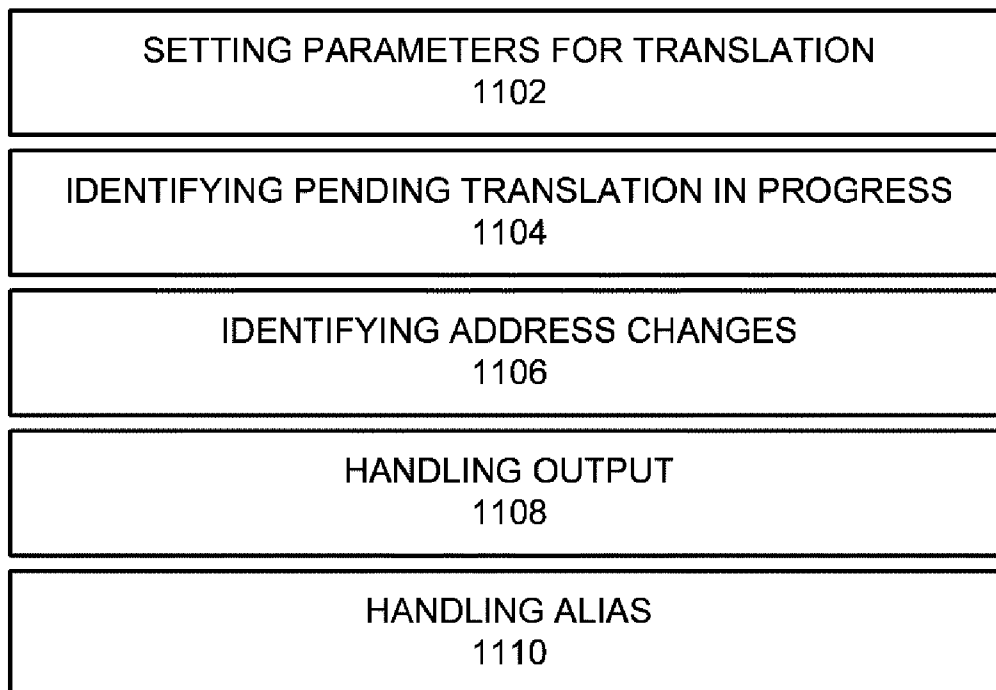 SETTING PARAMETERS FOR TRANSLATION
1102
IDENTIFYING PENDING TRANSLATION IN PROGRESS
1104
IDENTIFYING ADDRESS CHANGES
1106
HANDLING OUTPUT
1108
HANDLING ALIAS
1110